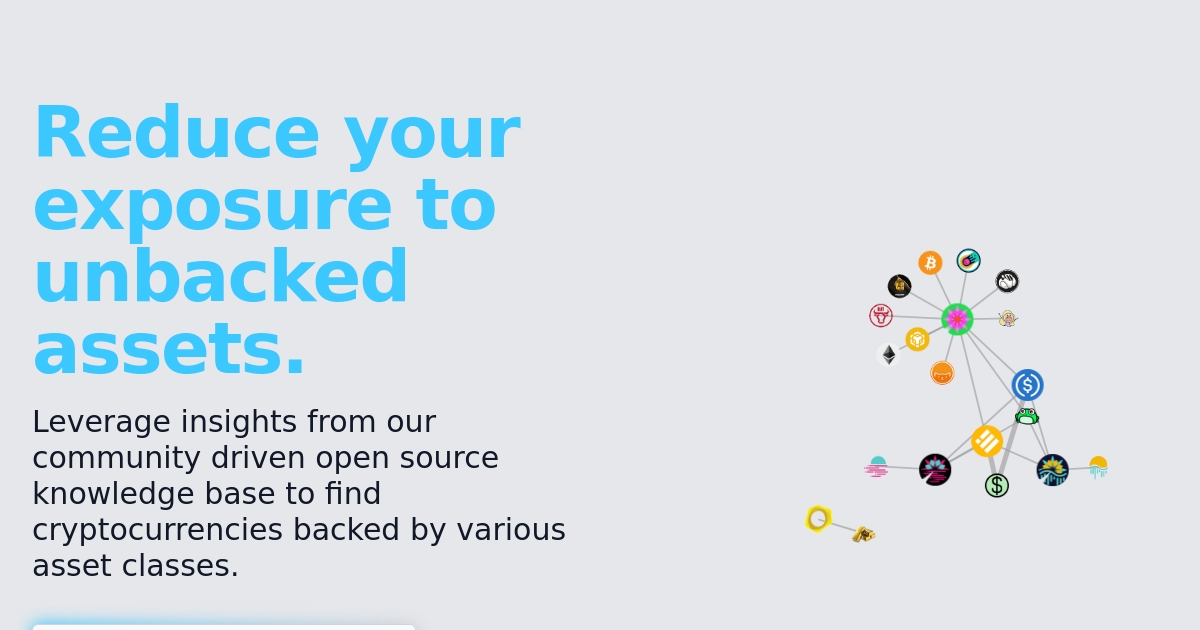 Reduce your
exposure to
unbacked
assets.
Leverage insights from our
community driven open source
knowledge base to find
cryptocurrencies backed by various
asset classes.